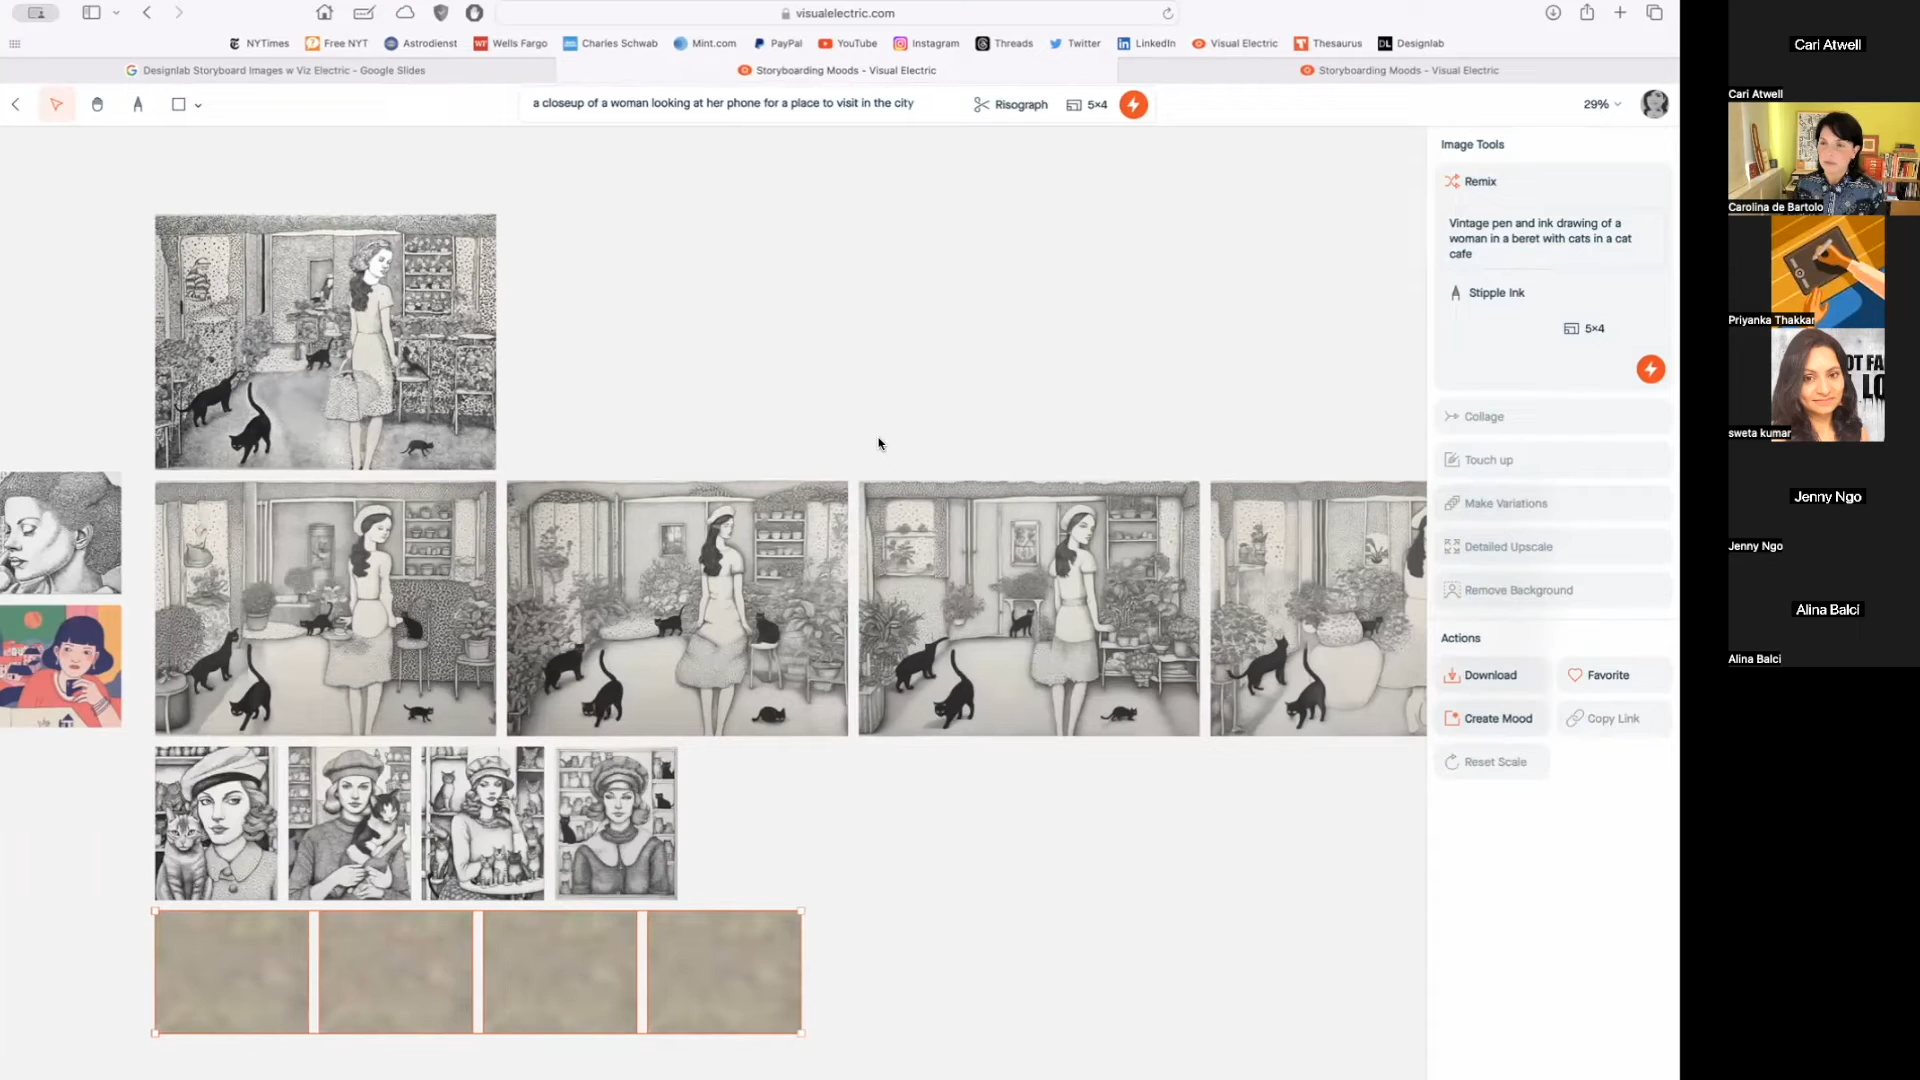 visualelectric.com
NYTimes
Free NYT
Astrodienst
Wells Fargo
Charles Schwab
Mint.com
PayPal
YouTube
Instagram
Threads
Twitter
LinkedIn
Visual Electric
Thesaurus
Designlab
Designlab Storyboard Images w Viz Electric - Google Slides
Storyboarding Moods - Visual Electric
Storyboarding Moods - Visual Electric
a closeup of a woman looking at her phone for a place to visit in the city
Risograph
5×4
29%
Image Tools
Remix
Vintage pen and ink drawing of a
woman in a beret with cats in a cat
cafe
Stipple Ink
5×4
Collage
Touch up
Make Variations
Detailed Upscale
Remove Background
Actions
Download
Favorite
Create Mood
Copy Link
Reset Scale
Cari Atwell
Cari Atwell
Carolina de Bartolo
Priyanka Thakkar
sweta kumar
Jenny Ngo
Jenny Ngo
Alina Balci
Alina Balci